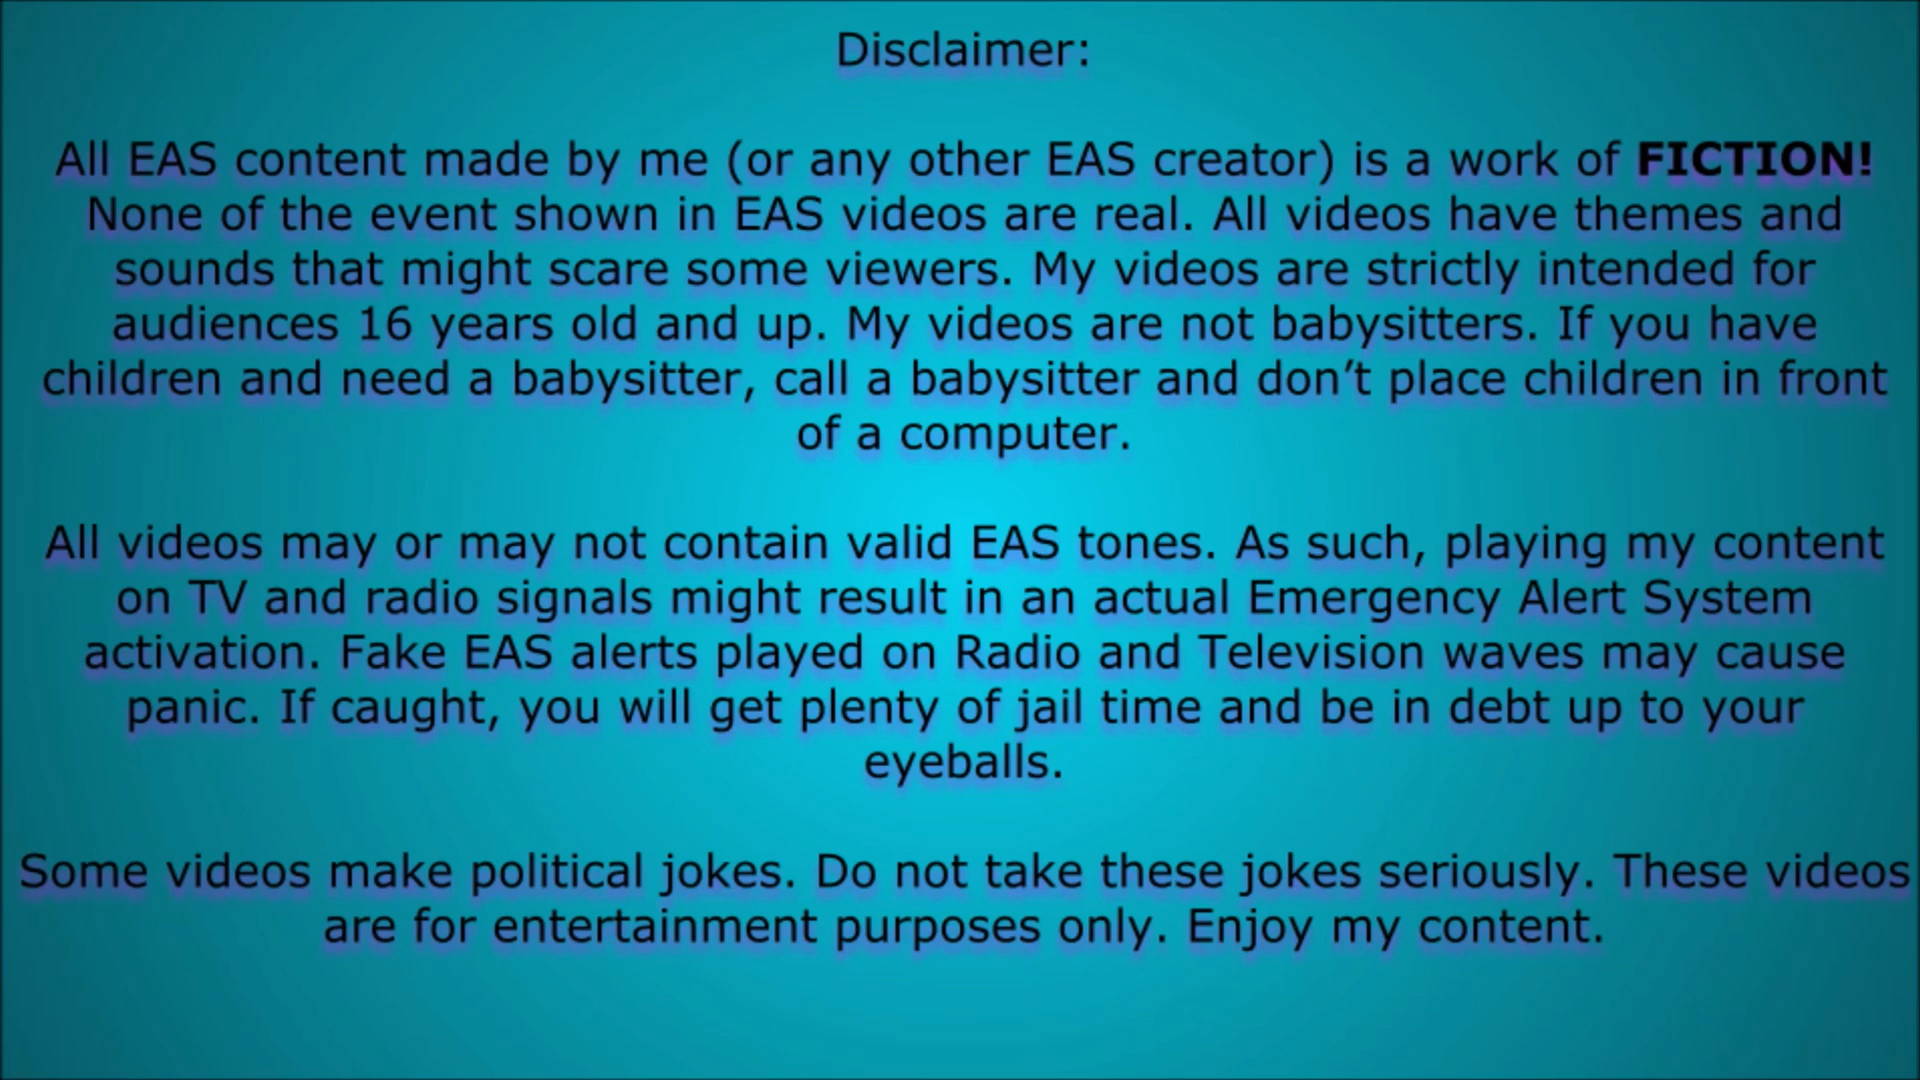 Disclaimer:
All EAS content made by me (or any other EAS creator) is a work of FICTION!
None of the event shown in EAS videos are real. All videos have themes and
sounds that might scare some viewers. My videos are strictly intended for
audiences 16 years old and up. My videos are not babysitters. If you have
children and need a babysitter, call a babysitter and don’t place children in front
of a computer.
All videos may or may not contain valid EAS tones. As such, playing my content
on TV and radio signals might result in an actual Emergency Alert System
activation. Fake EAS alerts played on Radio and Television waves may cause
panic. If caught, you will get plenty of jail time and be in debt up to your
eyeballs.
Some videos make political jokes. Do not take these jokes seriously. These videos
are for entertainment purposes only. Enjoy my content.